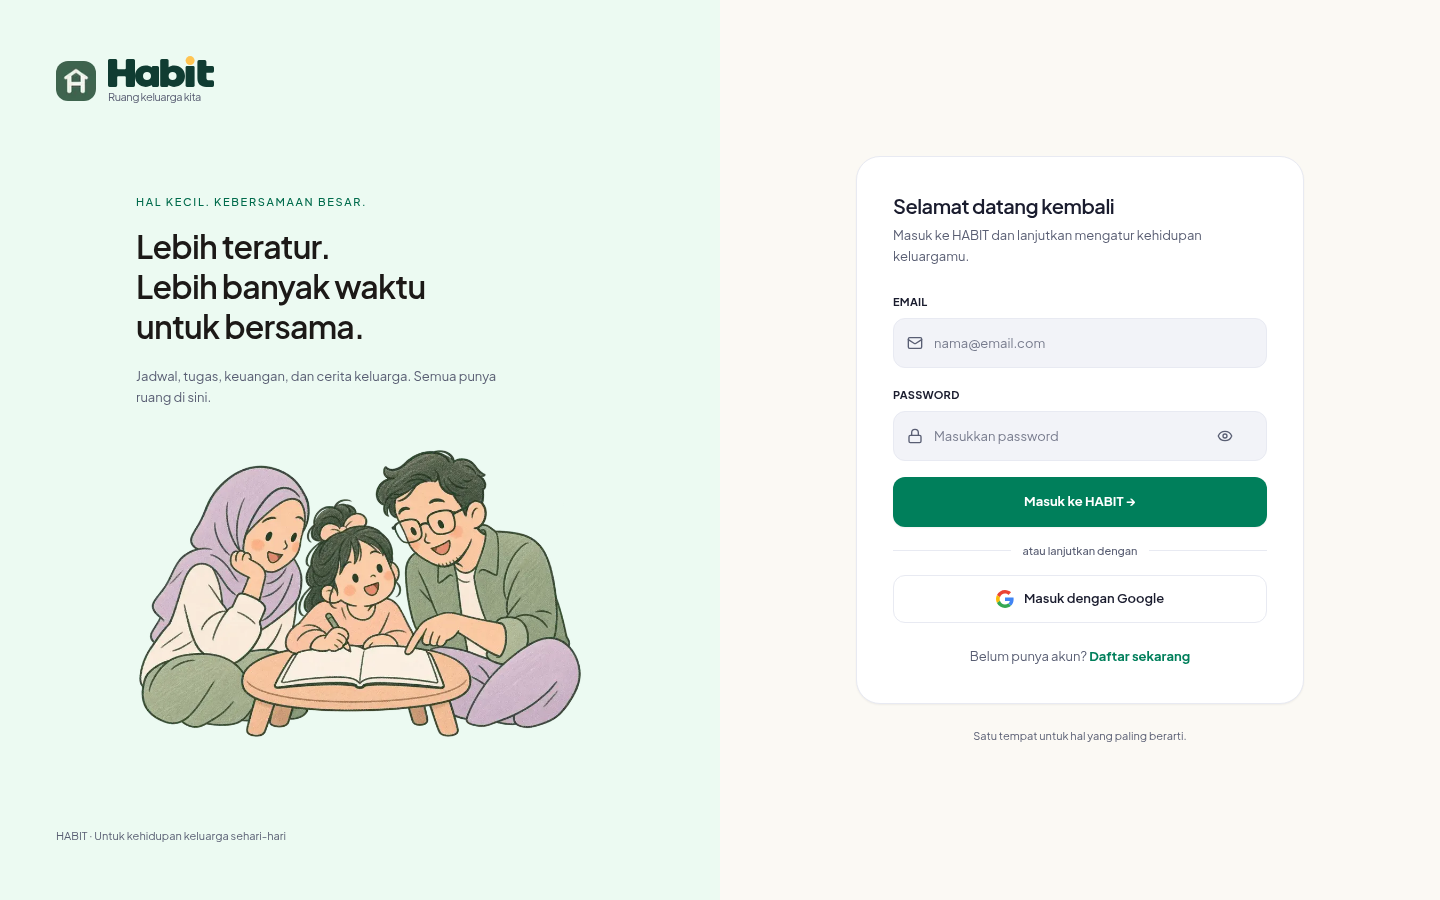 Habit
Ruang keluarga kita
HAL KECIL. KEBERSAMAAN BESAR.
Lebih teratur.
Lebih banyak waktu
untuk bersama.
Jadwal, tugas, keuangan, dan cerita keluarga. Semua punya
ruang di sini.
HABIT · Untuk kehidupan keluarga sehari-hari
Selamat datang kembali
Masuk ke HABIT dan lanjutkan mengatur kehidupan
keluargamu.
EMAIL
nama@email.com
PASSWORD
Masukkan password
Masuk ke HABIT →
atau lanjutkan dengan
Masuk dengan Google
Belum punya akun? Daftar sekarang
Satu tempat untuk hal yang paling berarti.